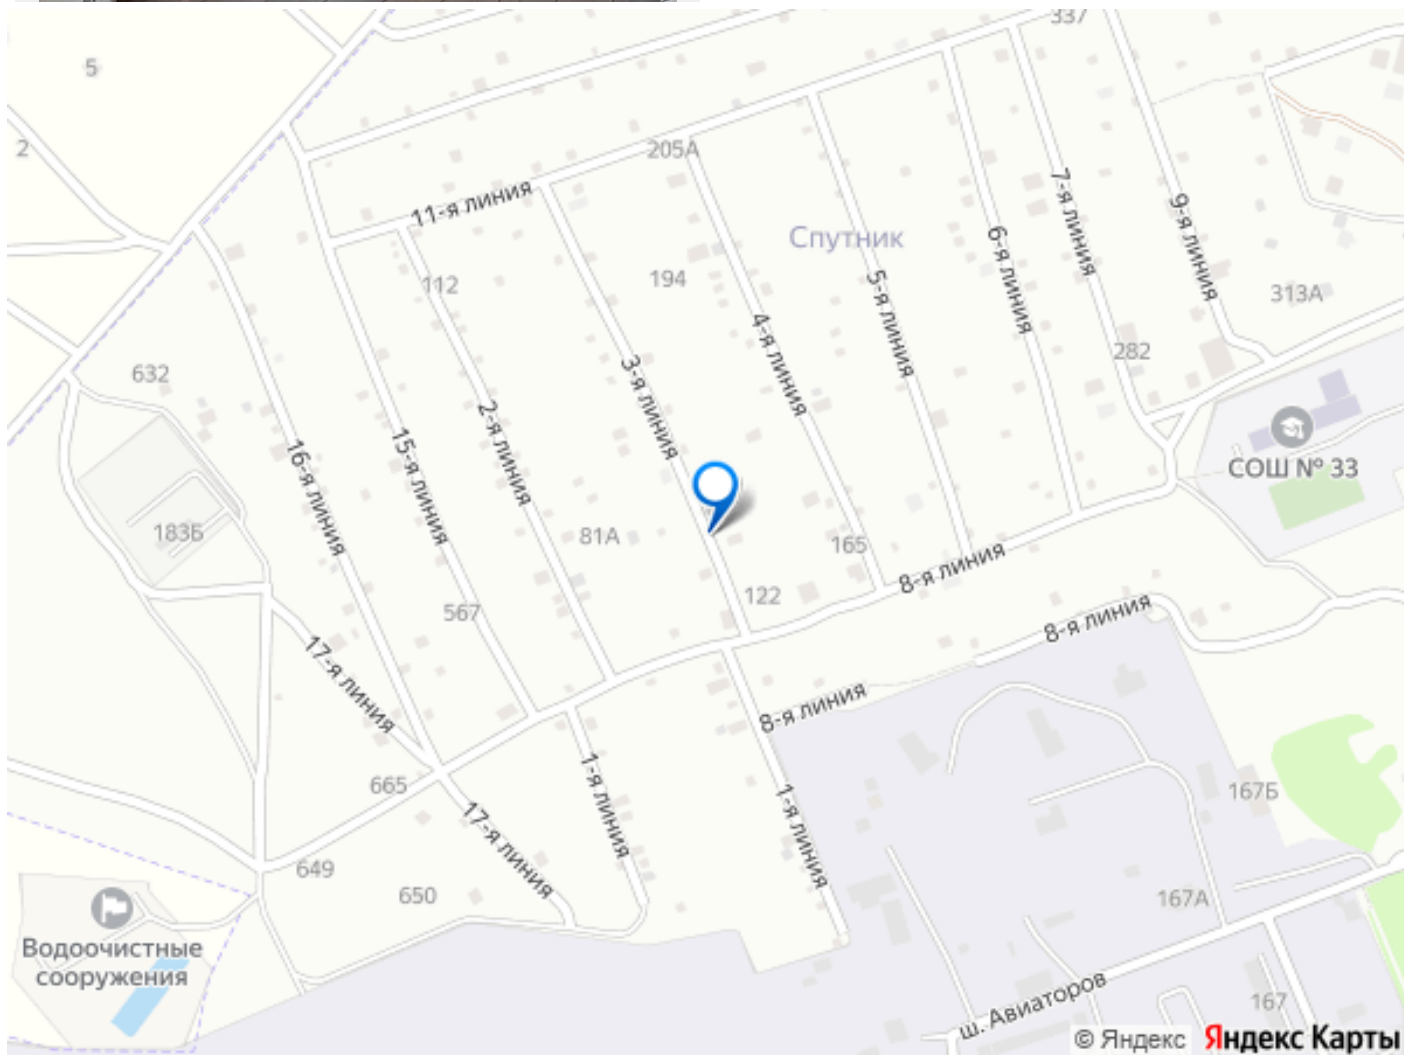 337
5
2
205А
11-я линия
7-я линия
9-я линия
Спутник
6-я линия
112
194
5-я линия
313А
4-я линия
632
3-я линия
282
2-я линия
16-я линия
15-я линия
СОШ № 33
183Б
81А
165
8-я линия
122
567
8-я линия
17-я линия
8-я линия
665
1-я линия
1-я линия
167Б
17-я линия
649
650
167А
Водоочистные
сооружения
ш. Авиаторов
167
© Яндекс Яндекс Карты